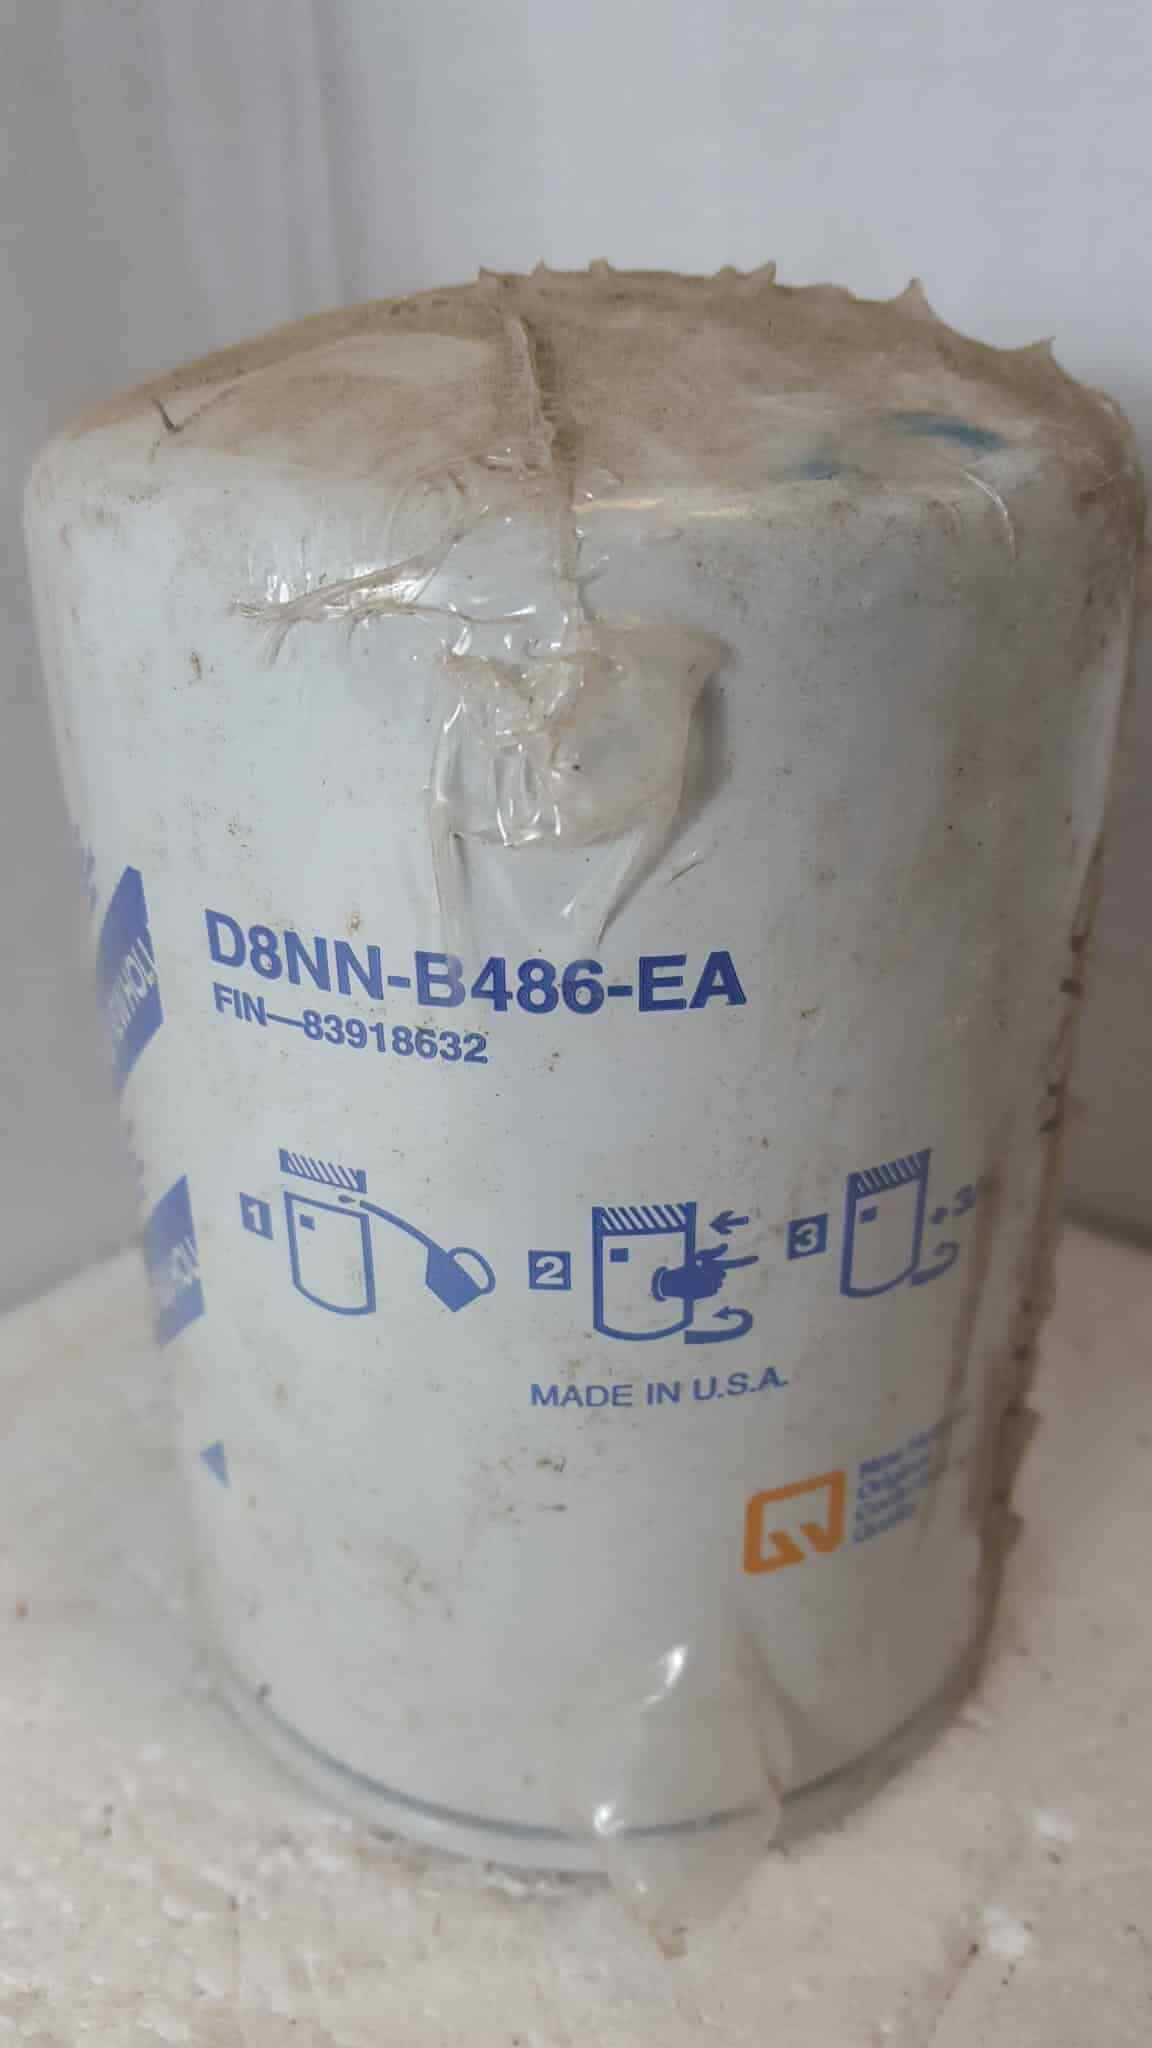 D8NN-B486-EA
FIN—83918632
1
2
3
MADE IN U.S.A.